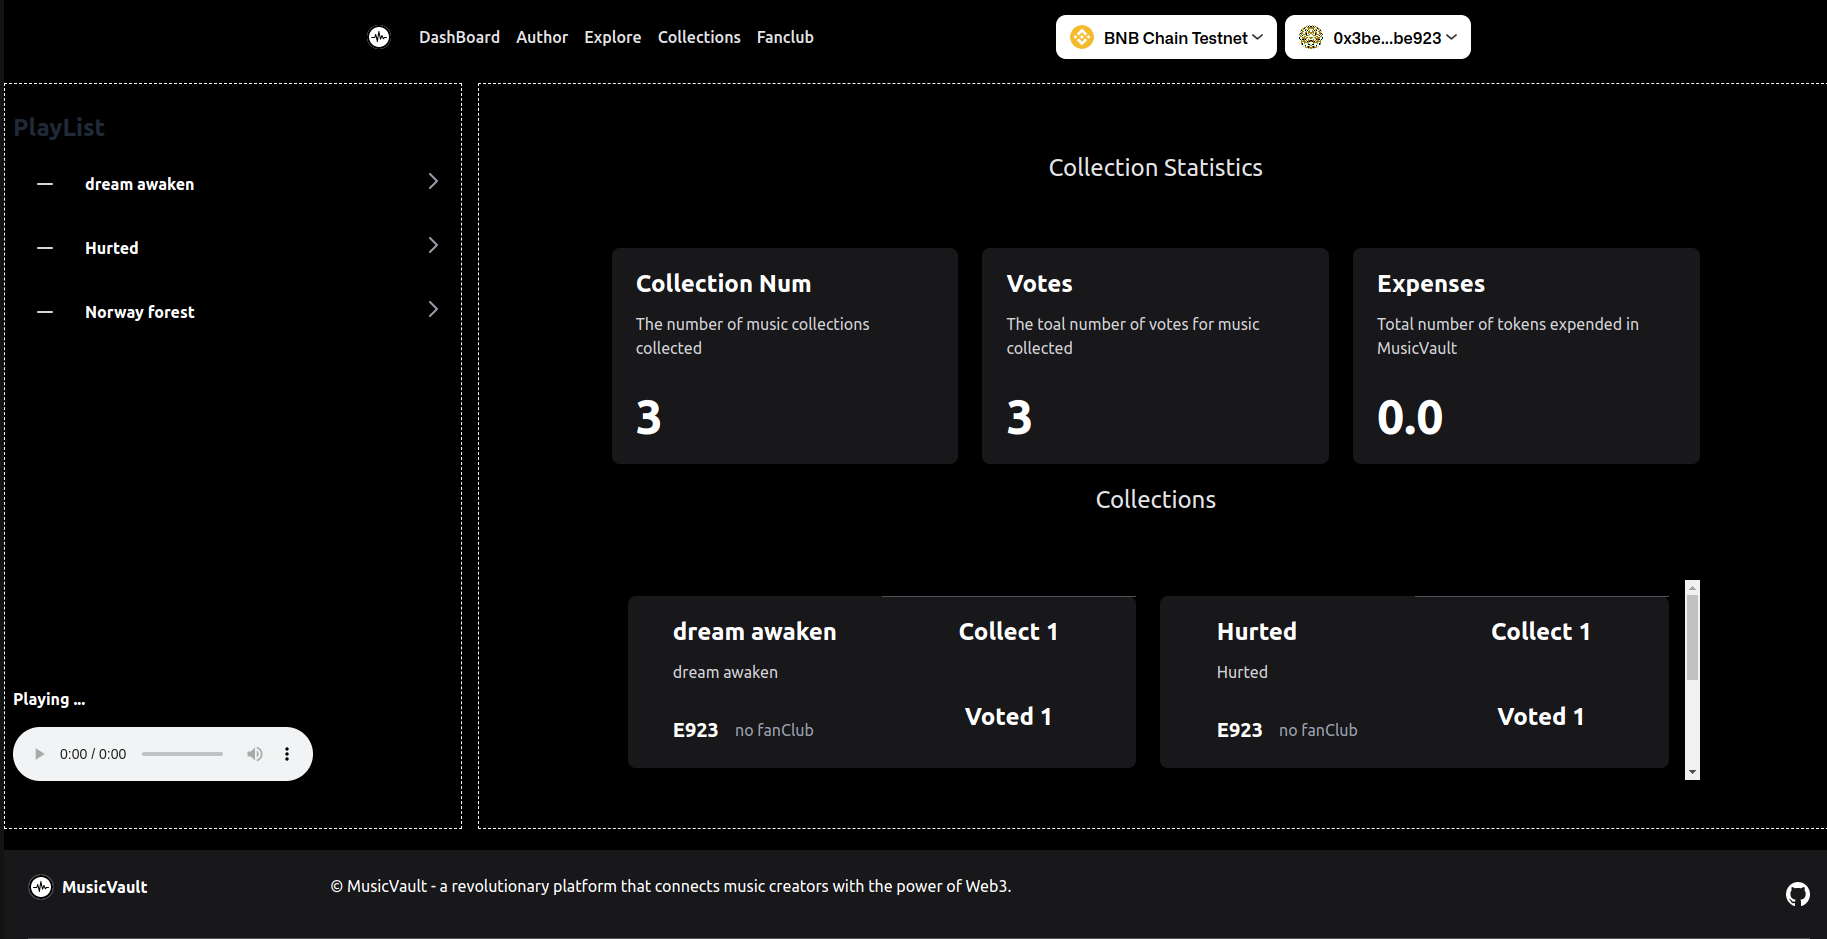 DashBoard Author Explore Collections Fanclub
BNB Chain Testnet
0x3be...be923
PlayList
dream awaken
Hurted
Norway forest
Playing ...
0:00 / 0:00
Collection Statistics
Collection Num
The number of music collections
collected
3
Votes
The toal number of votes for music
collected
3
Expenses
Total number of tokens expended in
MusicVault
0.0
Collections
dream awaken
dream awaken
E923 no fanClub
Collect 1
Voted 1
Hurted
Hurted
E923 no fanClub
Collect 1
Voted 1
MusicVault
© MusicVault - a revolutionary platform that connects music creators with the power of Web3.